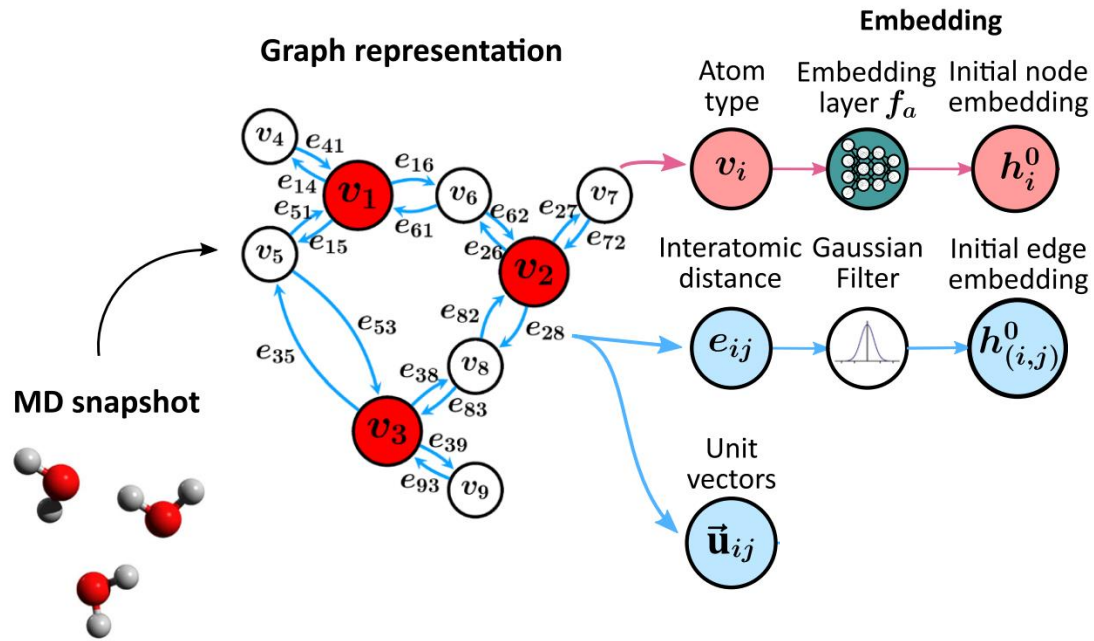 Embedding
Graph representation
Atom
type
Embedding
layer f_a
Initial node
embedding
v_4
e_41
e_14
v_1
e_16
v_6
e_61
e_51
e_15
v_5
e_62
e_26
e_27
v_7
e_72
v_2
v_i
h_i^0
Interatomic
distance
Gaussian
Filter
Initial edge
embedding
e_53
e_35
e_82
e_28
v_8
e_38
e_83
v_3
e_39
e_93
v_9
e_ij
h_(i,j)^0
MD snapshot
Unit
vectors
u⃗_ij